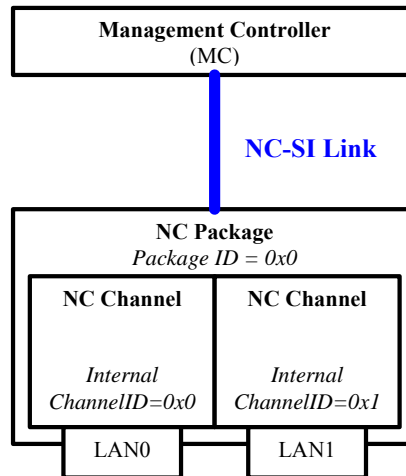 Management Controller
(MC)
NC-SI Link
NC Package
Package ID = 0x0
NC Channel
NC Channel
Internal
ChannelID=0x0
Internal
ChannelID=0x1
LAN0
LAN1